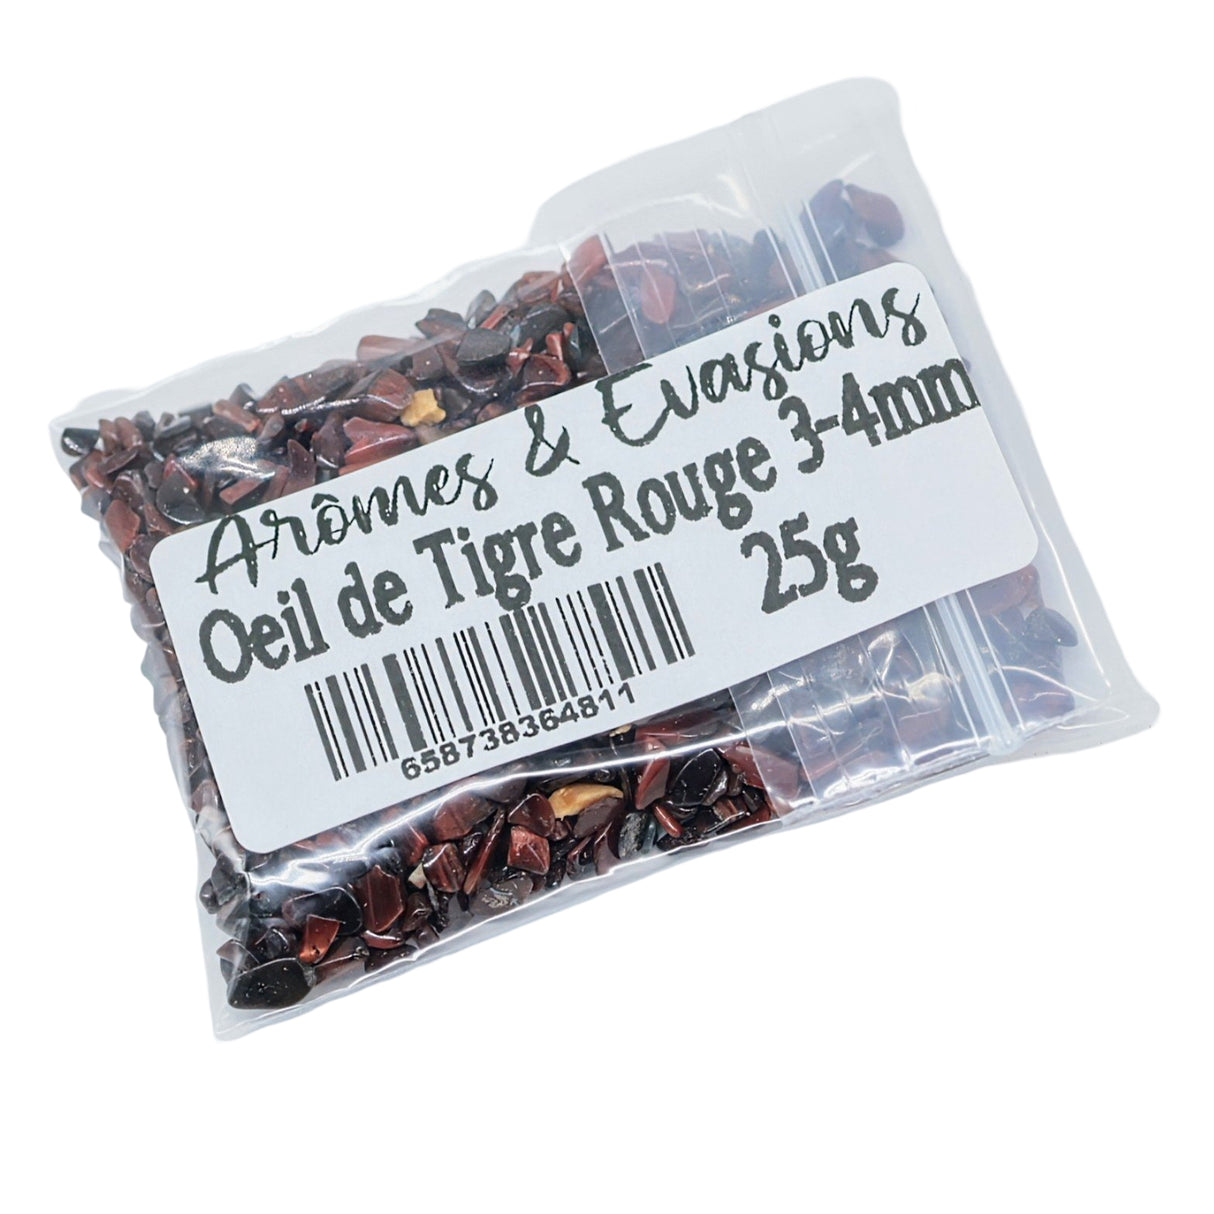 Arômes & Evasions
Oeil de Tigre Rouge 3-4mm
25g
658738364811